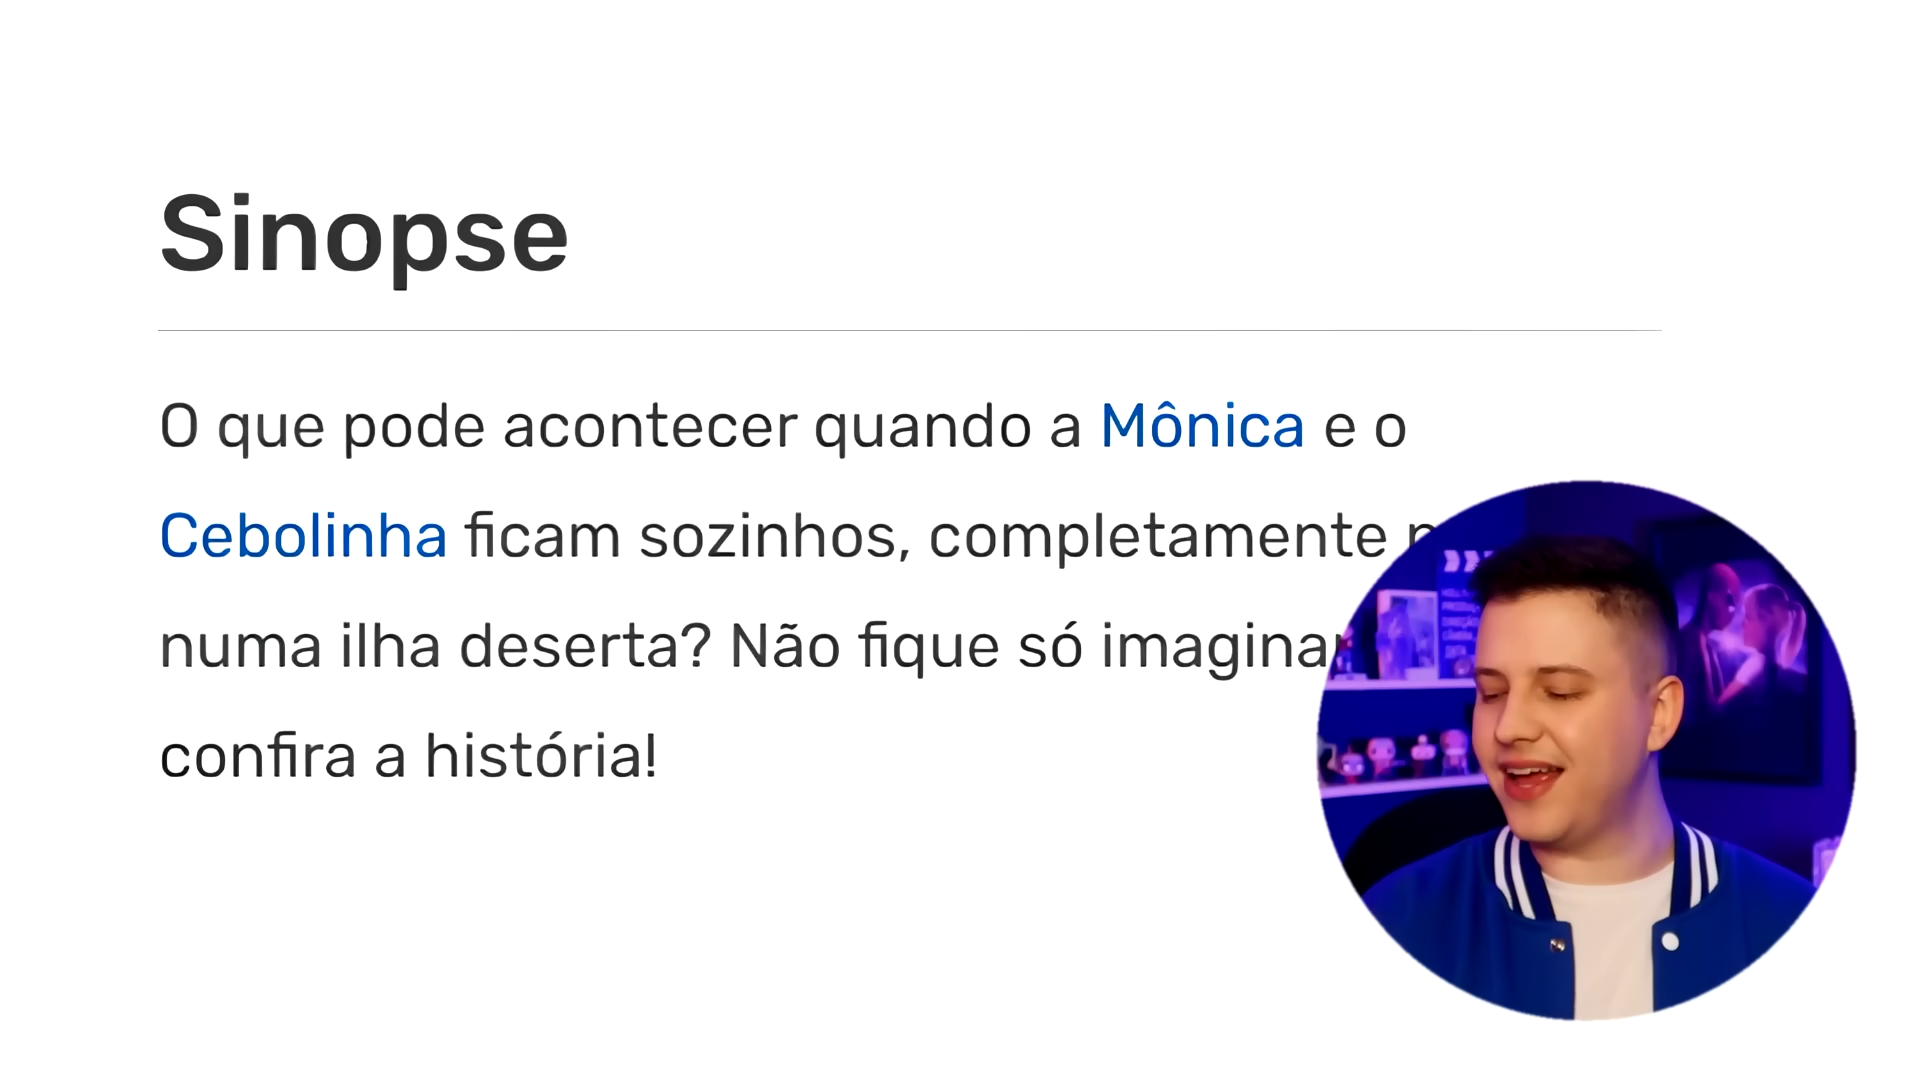 Sinopse
O que pode acontecer quando a Mônica e o
Cebolinha ficam sozinhos, completamente
numa ilha deserta? Não fique só
confira a história!